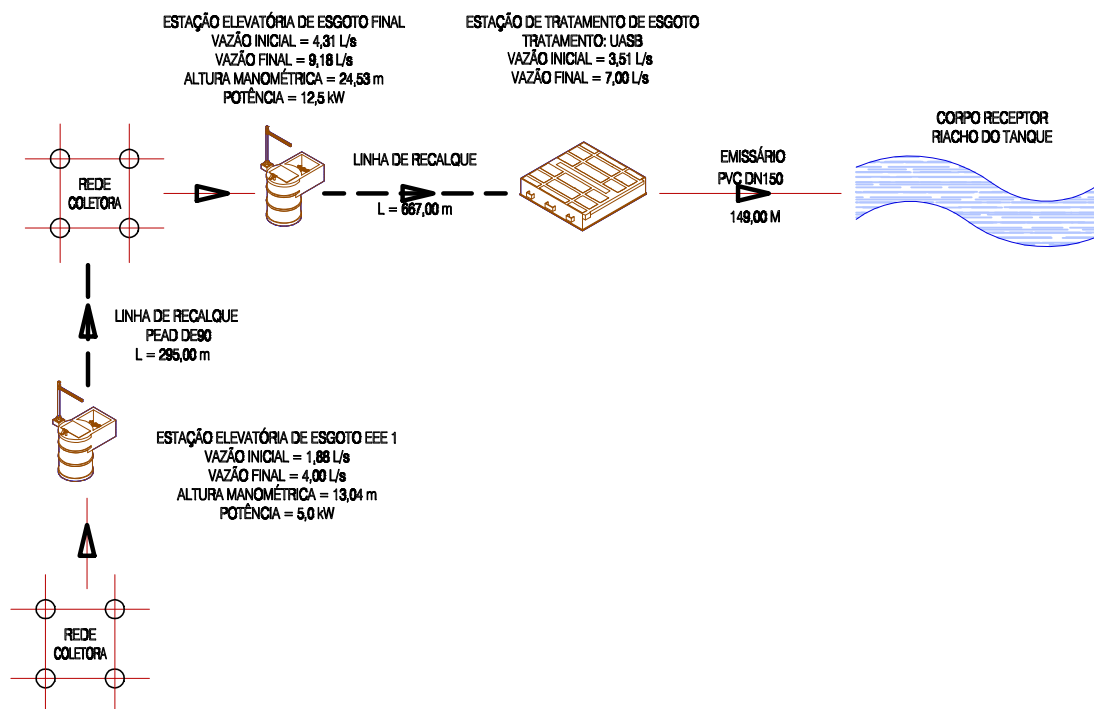 ESTAÇÃO ELEVATÓRIA DE ESGOTO FINAL
VAZÃO INICIAL = 4,31 L/s
VAZÃO FINAL = 9,18 L/s
ALTURA MANOMÉTRICA = 24,53 m
POTÊNCIA = 12,5 kW
ESTAÇÃO DE TRATAMENTO DE ESGOTO
TRATAMENTO: UASB
VAZÃO INICIAL = 3,51 L/s
VAZÃO FINAL = 7,00 L/s
CORPO RECEPTOR
RIACHO DO TANQUE
REDE
COLETORA
LINHA DE RECALQUE
L = 667,00 m
EMISSÁRIO
PVC DN150
149,00 M
LINHA DE RECALQUE
PEAD DE90
L = 295,00 m
ESTAÇÃO ELEVATÓRIA DE ESGOTO EEE 1
VAZÃO INICIAL = 1,88 L/s
VAZÃO FINAL = 4,00 L/s
ALTURA MANOMÉTRICA = 13,04 m
POTÊNCIA = 5,0 kW
REDE
COLETORA